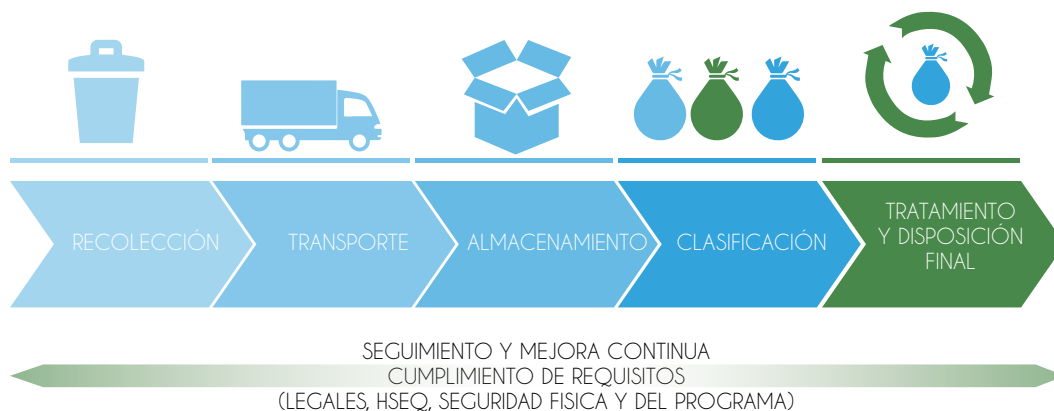 RECOLECCIÓN
TRANSPORTE
ALMACENAMIENTO
CLASIFICACIÓN
TRATAMIENTO
Y DISPOSICIÓN
FINAL
SEGUIMIENTO Y MEJORA CONTINUA
CUMPLIMIENTO DE REQUISITOS
(LEGALES, HSEQ, SEGURIDAD FISICA Y DEL PROGRAMA)